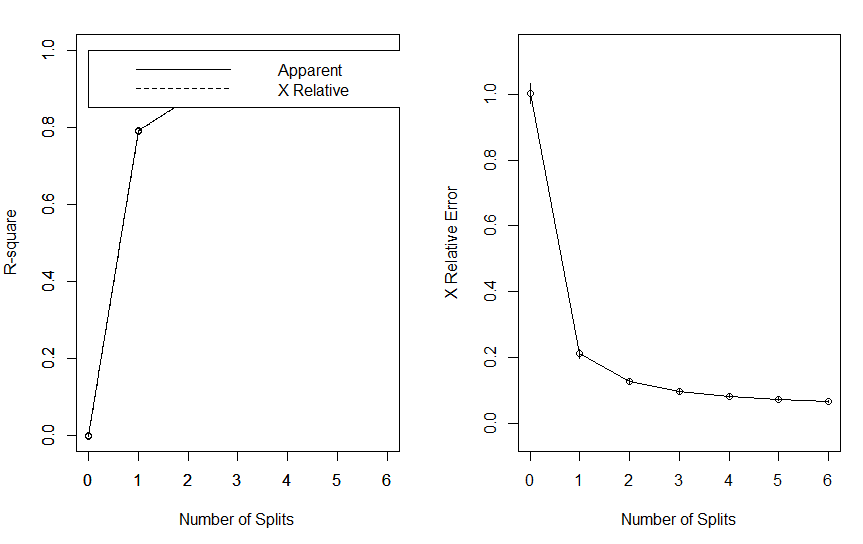 1.0
0.8
0.6
0.4
0.2
0.0
R-square
Apparent
X Relative
0 1 2 3 4 5 6
Number of Splits
1.0
0.8
0.6
0.4
0.2
0.0
X Relative Error
0 1 2 3 4 5 6
Number of Splits